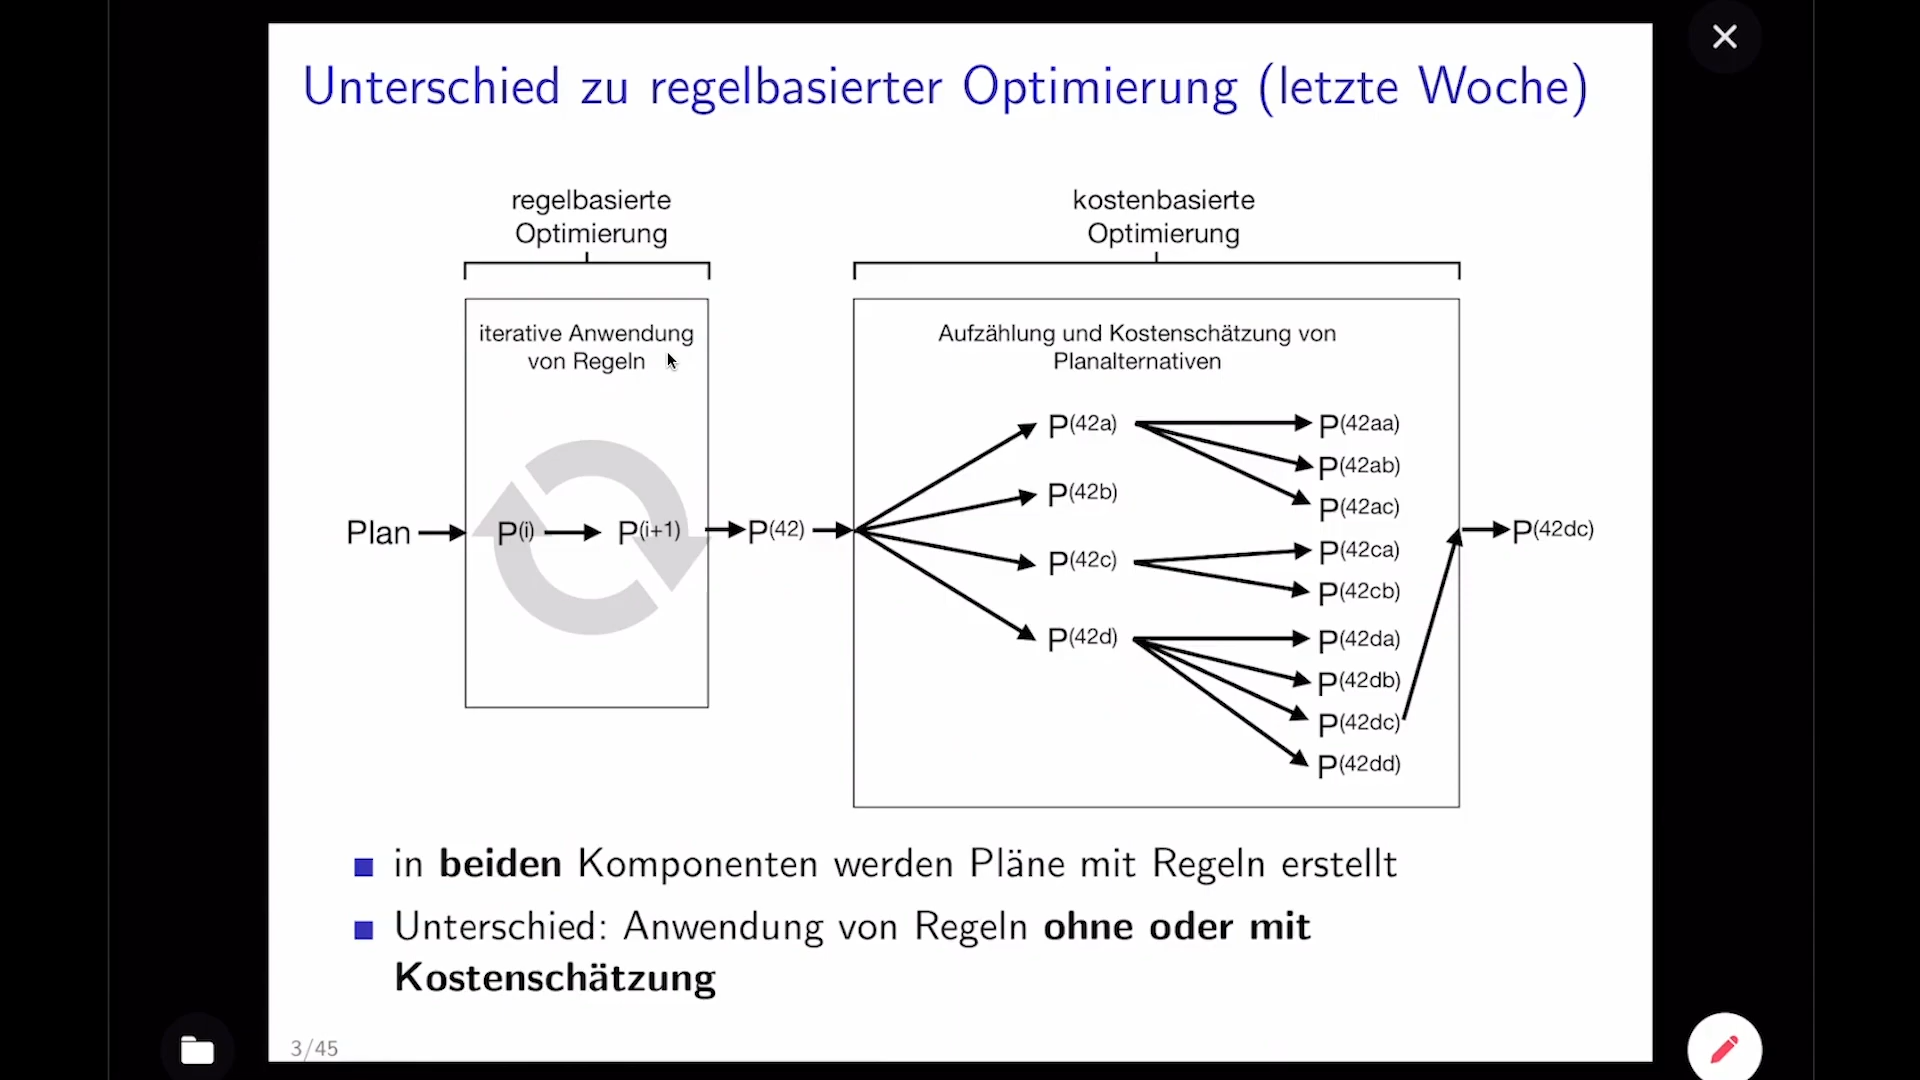 Unterschied zu regelbasierter Optimierung (letzte Woche)
regelbasierte
Optimierung
kostenbasierte
Optimierung
iterative Anwendung
von Regeln
Aufzählung und Kostenschätzung von
Planalternativen
Plan
P(i)
P(i+1)
P(42)
P(42a)
P(42b)
P(42c)
P(42d)
P(42aa)
P(42ab)
P(42ac)
P(42ca)
P(42cb)
P(42da)
P(42db)
P(42dc)
P(42dd)
P(42dc)
in beiden Komponenten werden Pläne mit Regeln erstellt
Unterschied: Anwendung von Regeln ohne oder mit
Kostenschätzung
3/45